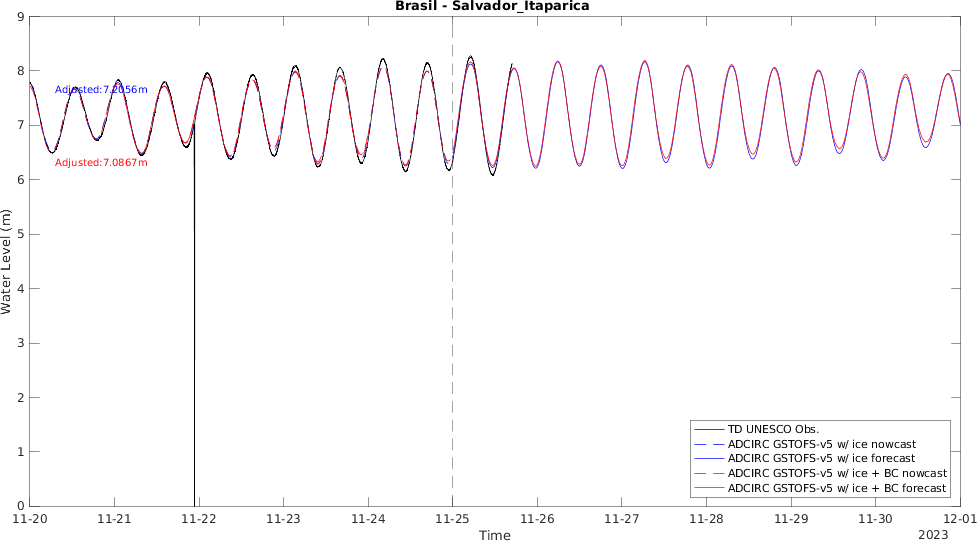 Brasil - Salvador_Itaparica
9
8
7
6
5
4
3
2
1
0
Water Level (m)
Adjusted:7.2056m
Adjusted:7.0867m
TD UNESCO Obs.
ADCIRC GSTOFS-v5 w/ ice nowcast
ADCIRC GSTOFS-v5 w/ ice forecast
ADCIRC GSTOFS-v5 w/ ice + BC nowcast
ADCIRC GSTOFS-v5 w/ ice + BC forecast
11-20 11-21 11-22 11-23 11-24 11-25 11-26 11-27 11-28 11-29 11-30 12-01
Time
2023